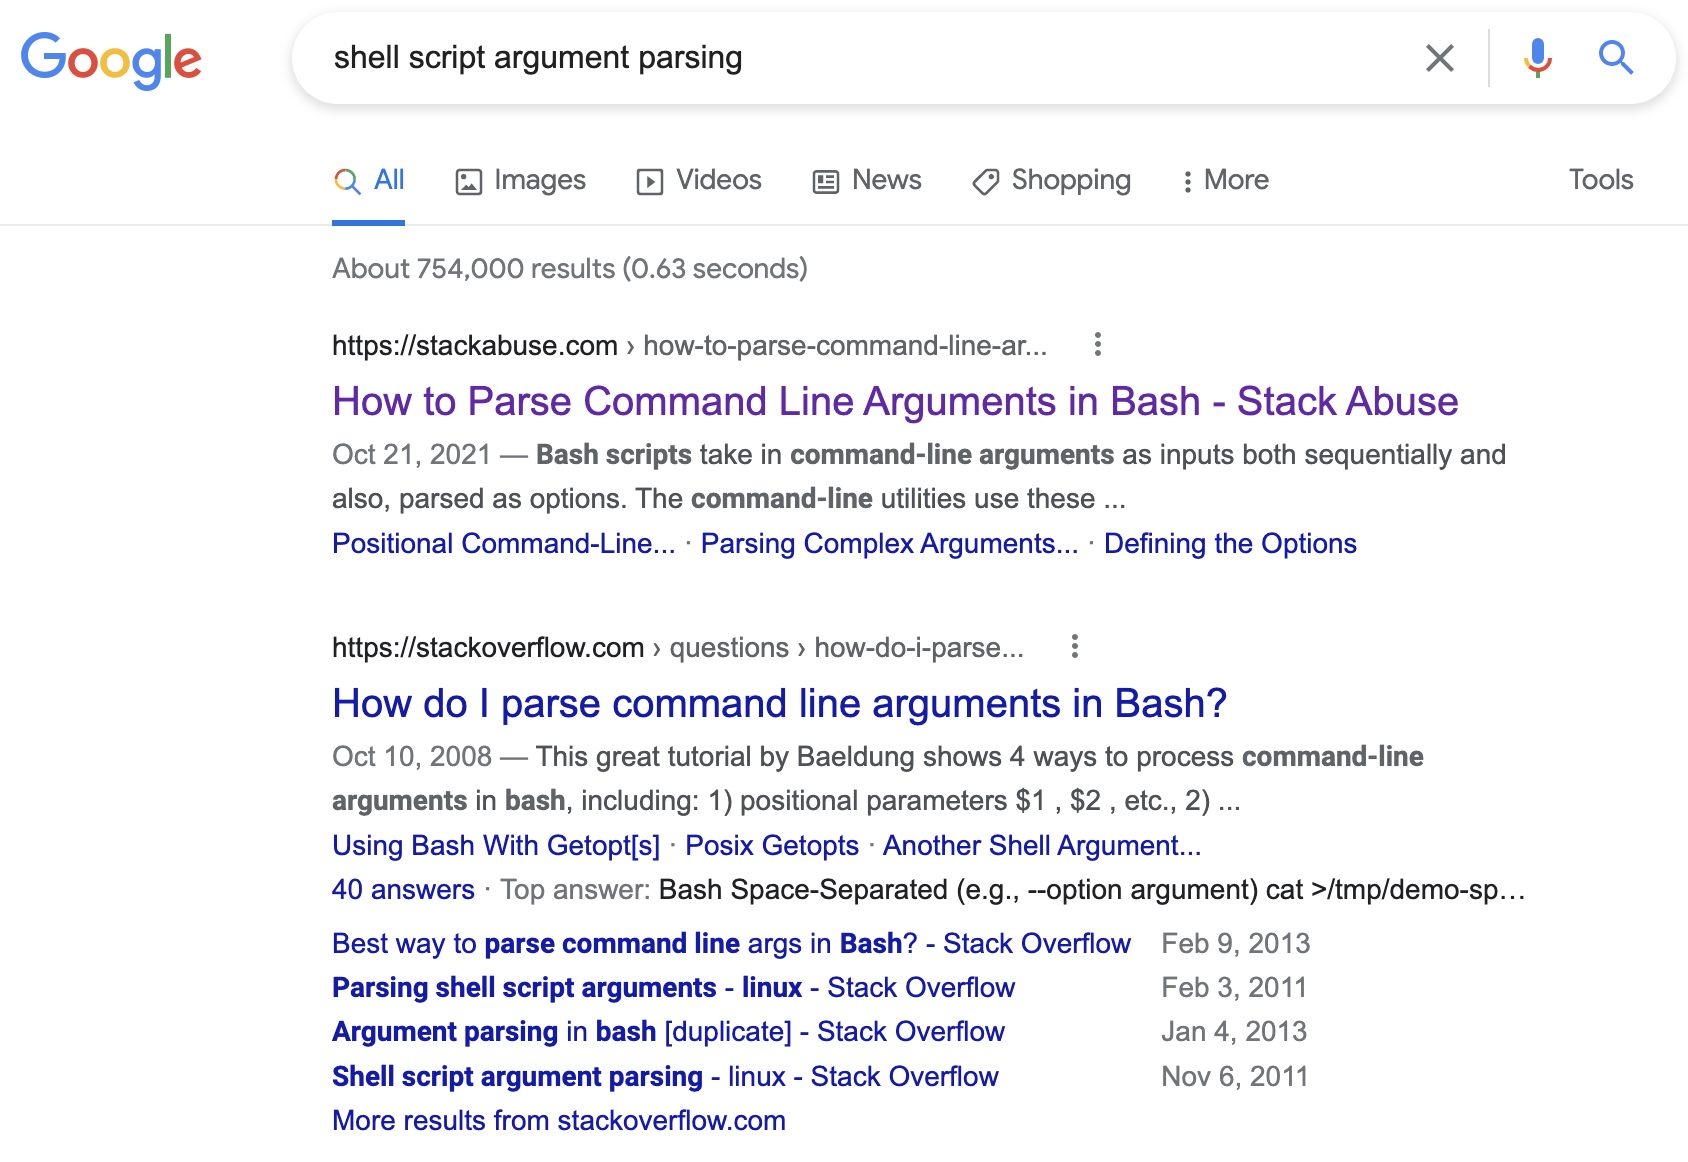 Google
shell script argument parsing
All Images Videos News Shopping More Tools
About 754,000 results (0.63 seconds)
https://stackabuse.com › how-to-parse-command-line-ar...
How to Parse Command Line Arguments in Bash - Stack Abuse
Oct 21, 2021 — Bash scripts take in command-line arguments as inputs both sequentially and
also, parsed as options. The command-line utilities use these ...
Positional Command-Line... · Parsing Complex Arguments... · Defining the Options
https://stackoverflow.com › questions › how-do-i-parse...
How do I parse command line arguments in Bash?
Oct 10, 2008 — This great tutorial by Baeldung shows 4 ways to process command-line
arguments in bash, including: 1) positional parameters $1 , $2 , etc., 2) ...
Using Bash With Getopt[s] · Posix Getopts · Another Shell Argument...
40 answers · Top answer: Bash Space-Separated (e.g., --option argument) cat >/tmp/demo-sp…
Best way to parse command line args in Bash? - Stack Overflow Feb 9, 2013
Parsing shell script arguments - linux - Stack Overflow Feb 3, 2011
Argument parsing in bash [duplicate] - Stack Overflow Jan 4, 2013
Shell script argument parsing - linux - Stack Overflow Nov 6, 2011
More results from stackoverflow.com